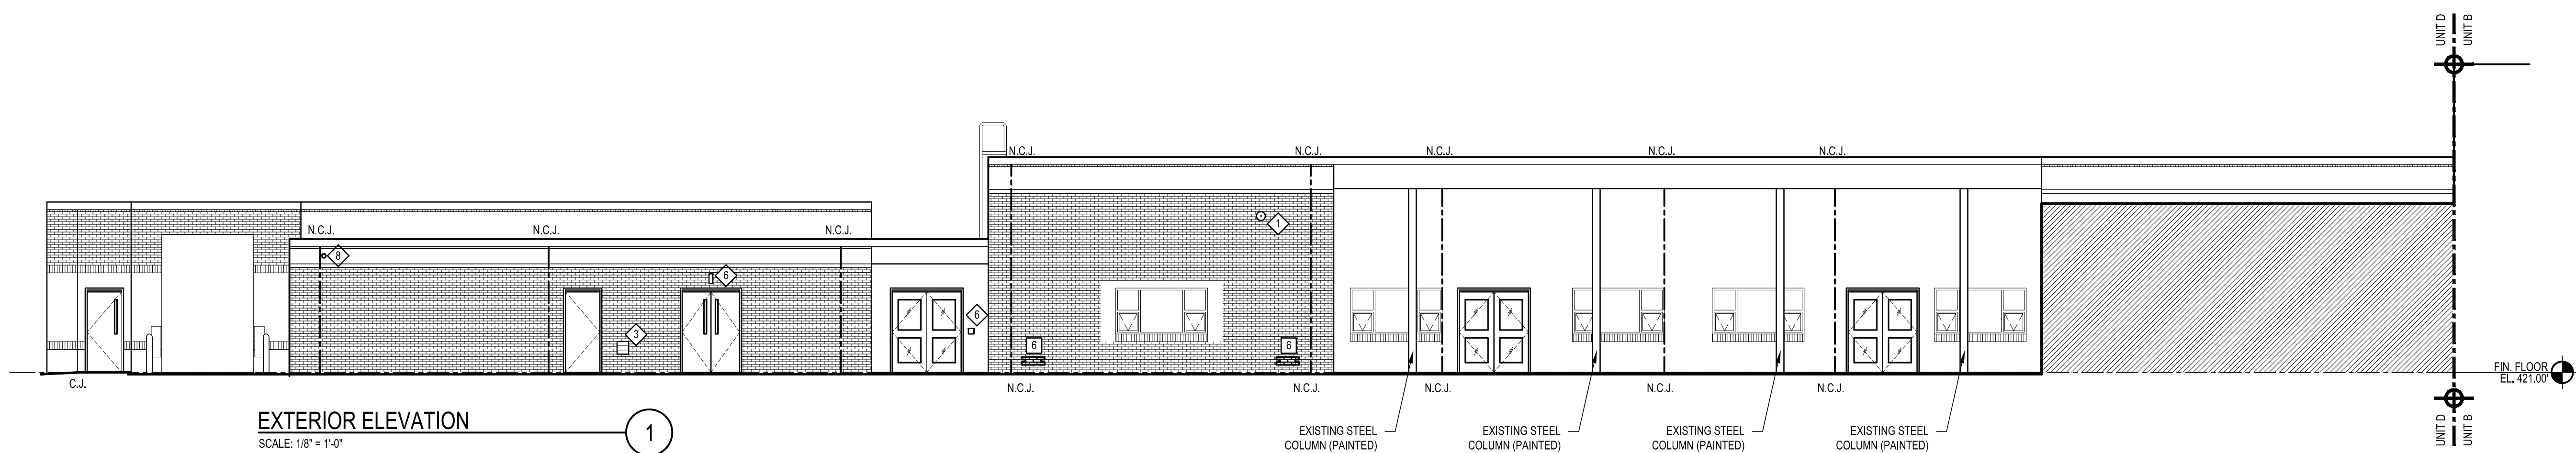 UNIT D
UNIT B
N.C.J.
N.C.J.
N.C.J.
N.C.J.
N.C.J.
N.C.J.
N.C.J.
N.C.J.
1
8
6
3
6
6
6
FIN. FLOOR
EL. 421.00'
C.J.
N.C.J.
N.C.J.
N.C.J.
N.C.J.
N.C.J.
EXTERIOR ELEVATION
SCALE: 1/8" = 1'-0"
1
EXISTING STEEL
COLUMN (PAINTED)
EXISTING STEEL
COLUMN (PAINTED)
EXISTING STEEL
COLUMN (PAINTED)
EXISTING STEEL
COLUMN (PAINTED)
UNIT D
UNIT B